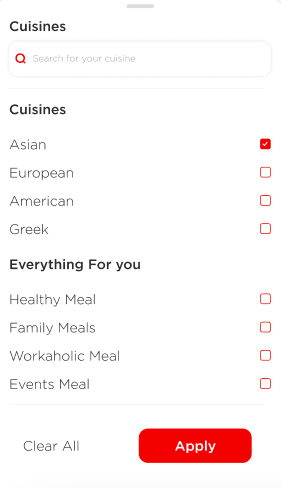 Cuisines
Search for your cuisine
Cuisines
Asian
European
American
Greek
Everything For you
Healthy Meal
Family Meals
Workaholic Meal
Events Meal
Clear All
Apply